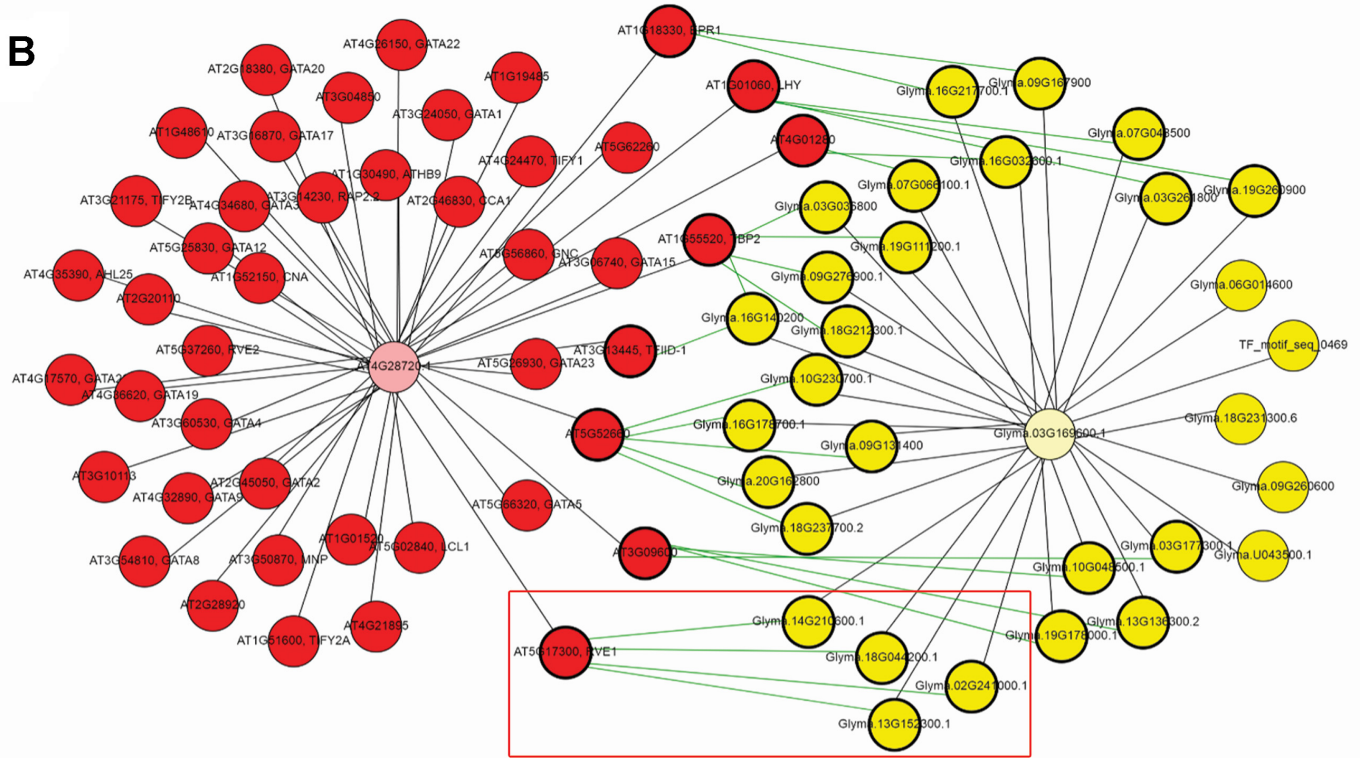 B
AT1G18330, EPR1
AT4G26150, GATA22
AT2G18380, GATA20
AT1G19485
AT3G04850
AT1G01060, LHY
Glyma.09G167900
Glyma.16G217700.1
AT3G24050, GATA1
AT1G48610
AT3G16870, GATA17
Glyma.07G048500
AT4G01280
AT5G62260
AT4G24470, TIFY1
Glyma.16G032600.1
AT1G30490, ATHB9
Glyma.07G066100.1
Glyma.19G260900
AT3G21175, TIFY2B
AT4G34680, GATA3
AT3G14230, RAP2.2
AT2G46830, CCA1
Glyma.03G036800
Glyma.03G261800
AT1G55520, TBP2
AT5G25830, GATA12
Glyma.19G111200.1
AT5G56860, GNC
AT3G06740, GATA15
AT4G35390, AHL25
AT1G52150, CNA
Glyma.09G276900.1
Glyma.06G014600
AT2G20110
Glyma.16G140200
Glyma.18G212300.1
AT5G37260, RVE2
AT3G13445, TFIID-1
TF_motif_seq_0469
AT4G28720.1
AT5G26930, GATA23
AT4G17570, GATA2
AT4G36620, GATA19
Glyma.10G230700.1
AT3G60530, GATA4
Glyma.16G178700.1
Glyma.18G231300.6
AT5G52660
Glyma.03G169600.1
Glyma.09G131400
AT3G10113
AT2G45050, GATA2
Glyma.20G162800
Glyma.09G260600
AT4G32890, GATA9
AT5G66320, GATA5
Glyma.18G237700.2
AT1G01520
AT5G02840, LCL1
Glyma.03G177300.1
AT3G54810, GATA8
AT3G50870, MNP
AT3G09600
Glyma.U043500.1
Glyma.10G048500.1
AT2G28920
Glyma.14G210600.1
Glyma.13G136300.2
AT4G21895
AT1G51600, TIFY2A
Glyma.19G178000.1
AT5G17300, RVE1
Glyma.18G044200.1
Glyma.02G241000.1
Glyma.13G152300.1